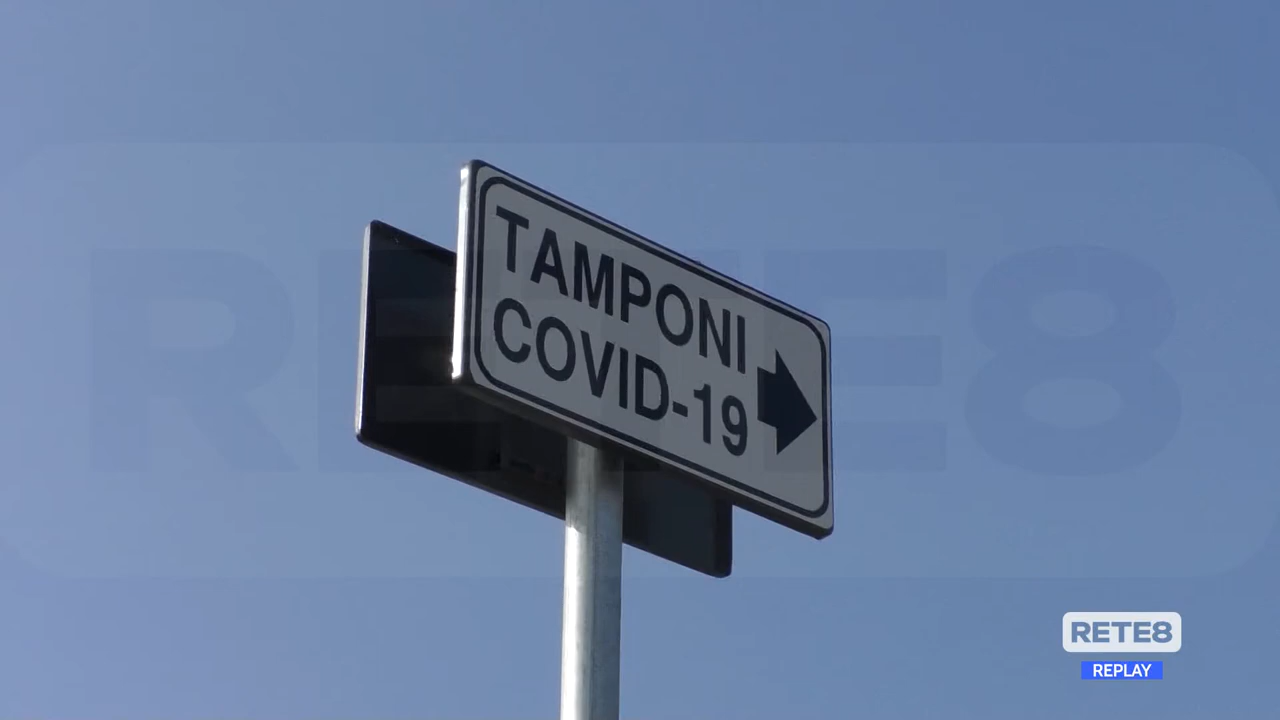 TAMPONI
COVID-19
RETE8
RETE8
REPLAY